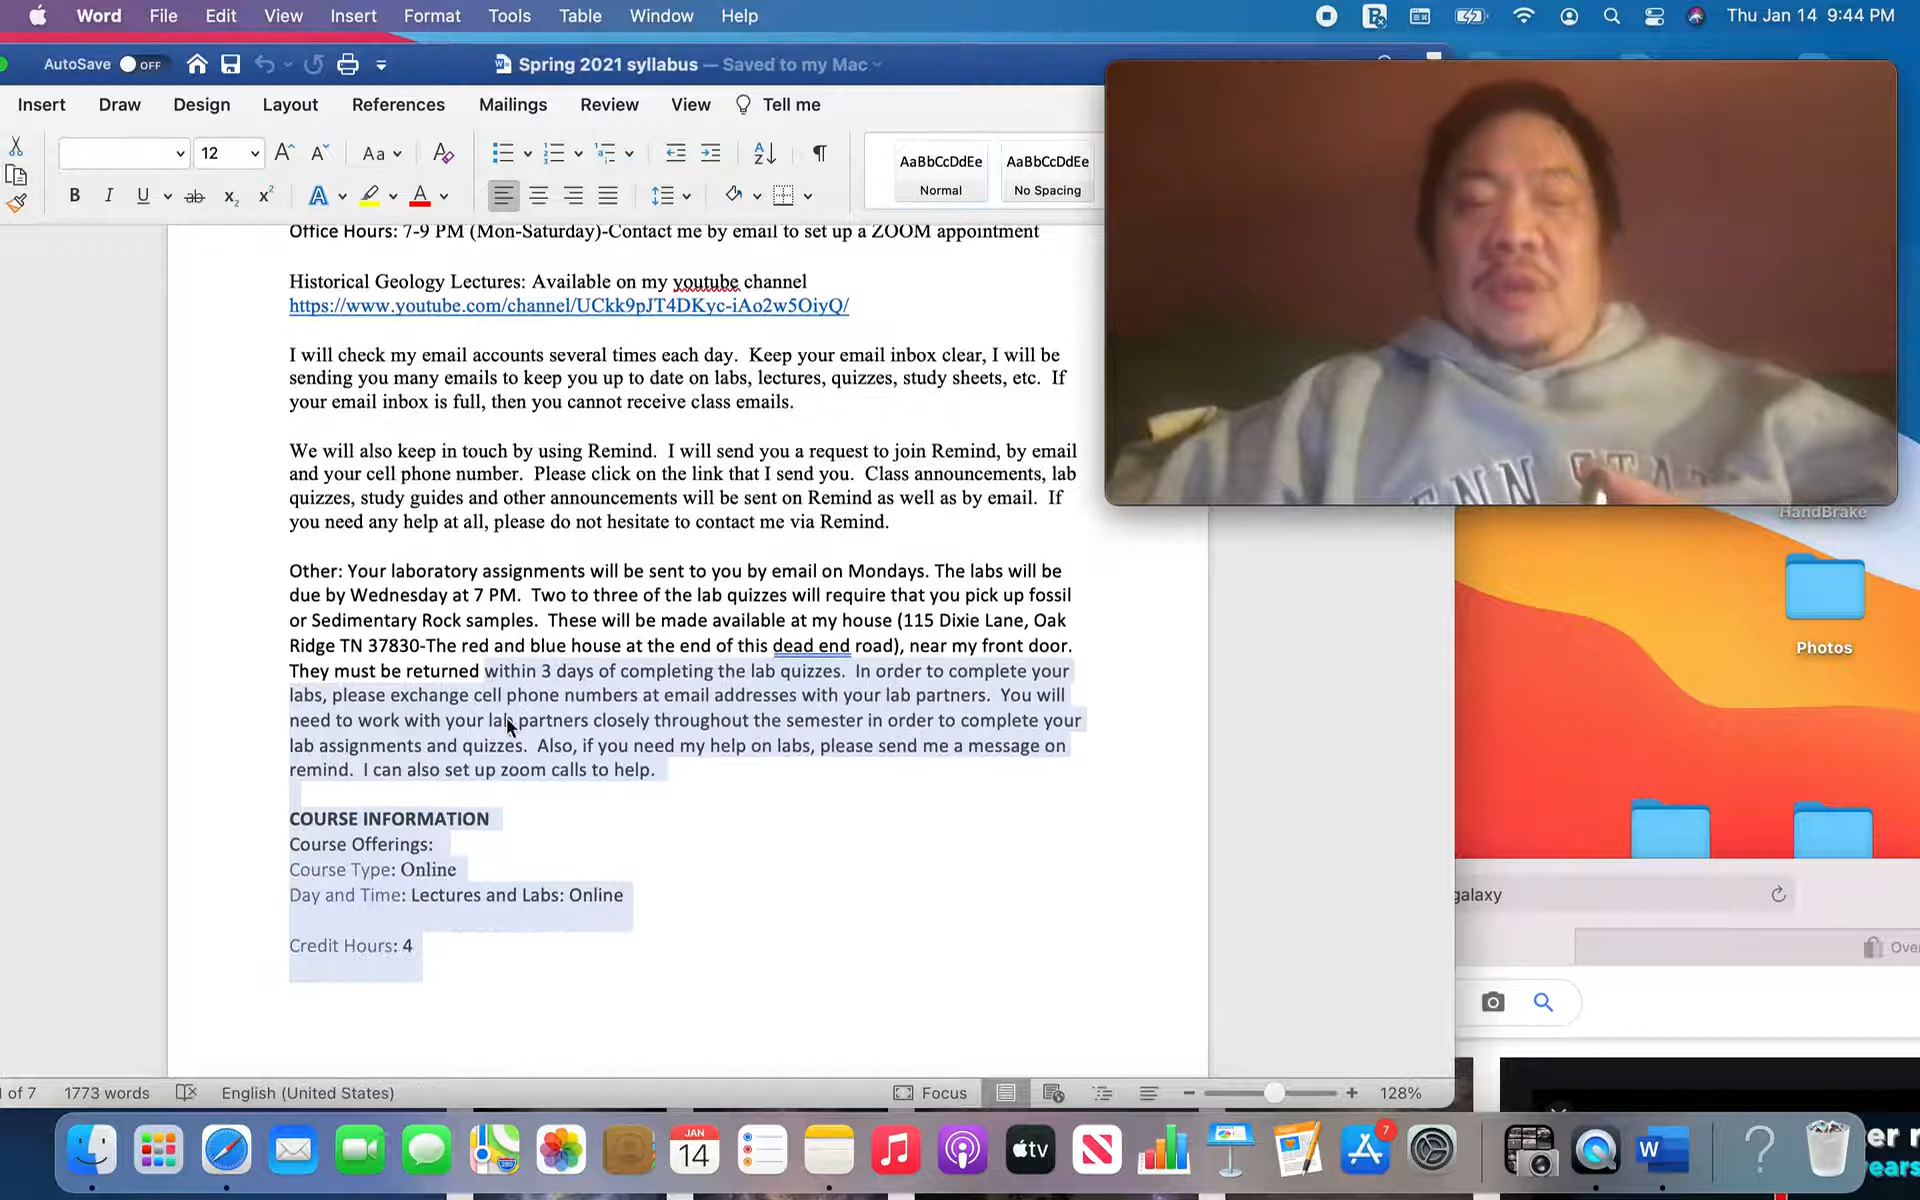 Word File Edit View Insert Format Tools Table Window Help Thu Jan 14 9:44 PM
AutoSave OFF Spring 2021 syllabus — Saved to my Mac
Insert Draw Design Layout References Mailings Review View Tell me
12 Aa AaBbCcDdEe AaBbCcDdEe
B I U ab x2 x2 A A Normal No Spacing
Office Hours: 7-9 PM (Mon-Saturday)-Contact me by email to set up a ZOOM appointment
Historical Geology Lectures: Available on my youtube channel
https://www.youtube.com/channel/UCkk9pJT4DKyc-iAo2w5OiyQ/
I will check my email accounts several times each day. Keep your email inbox clear, I will be
sending you many emails to keep you up to date on labs, lectures, quizzes, study sheets, etc. If
your email inbox is full, then you cannot receive class emails.
We will also keep in touch by using Remind. I will send you a request to join Remind, by email
and your cell phone number. Please click on the link that I send you. Class announcements, lab
quizzes, study guides and other announcements will be sent on Remind as well as by email. If
you need any help at all, please do not hesitate to contact me via Remind.
Other: Your laboratory assignments will be sent to you by email on Mondays. The labs will be
due by Wednesday at 7 PM. Two to three of the lab quizzes will require that you pick up fossil
or Sedimentary Rock samples. These will be made available at my house (115 Dixie Lane, Oak
Ridge TN 37830-The red and blue house at the end of this dead end road), near my front door.
They must be returned within 3 days of completing the lab quizzes. In order to complete your
labs, please exchange cell phone numbers at email addresses with your lab partners. You will
need to work with your lab partners closely throughout the semester in order to complete your
lab assignments and quizzes. Also, if you need my help on labs, please send me a message on
remind. I can also set up zoom calls to help.
COURSE INFORMATION
Course Offerings:
Course Type: Online
Day and Time: Lectures and Labs: Online
Credit Hours: 4
ENN STAT
HandBrake
Photos
galaxy
Over
of 7 1773 words English (United States) Focus 128%
JAN
14
280
tv
7
W
er
ears